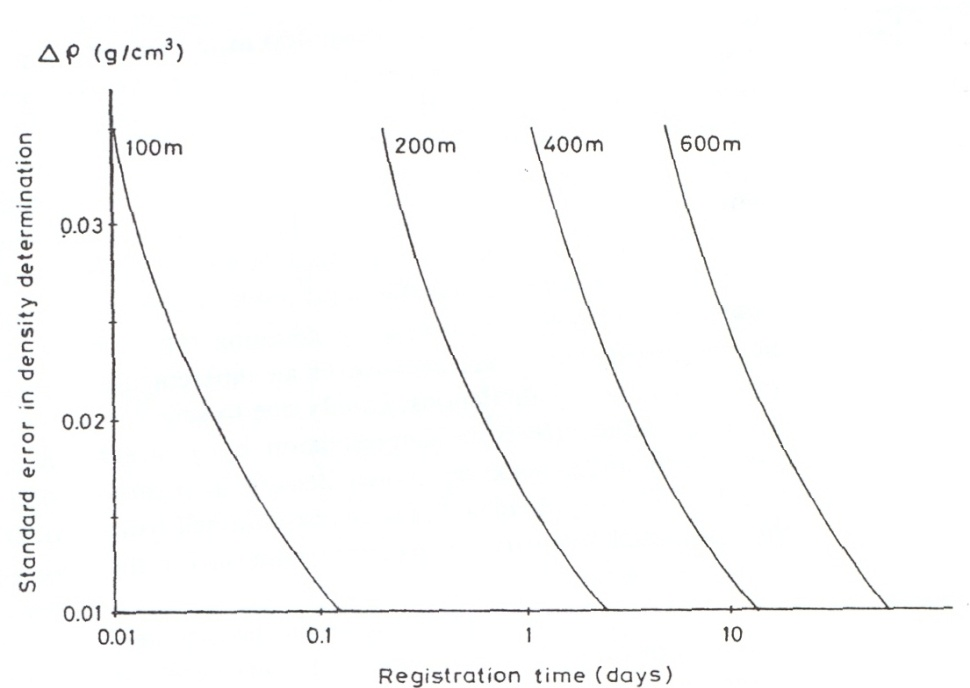 Δρ (g/cm³)
Standard error in density determination
100m
200m
400m
600m
0.03
0.02
0.01
0.01
0.1
1
10
Registration time (days)